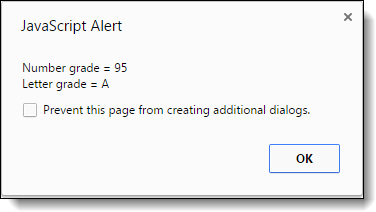 JavaScript Alert
Number grade = 95
Letter grade = A
Prevent this page from creating additional dialogs.
OK